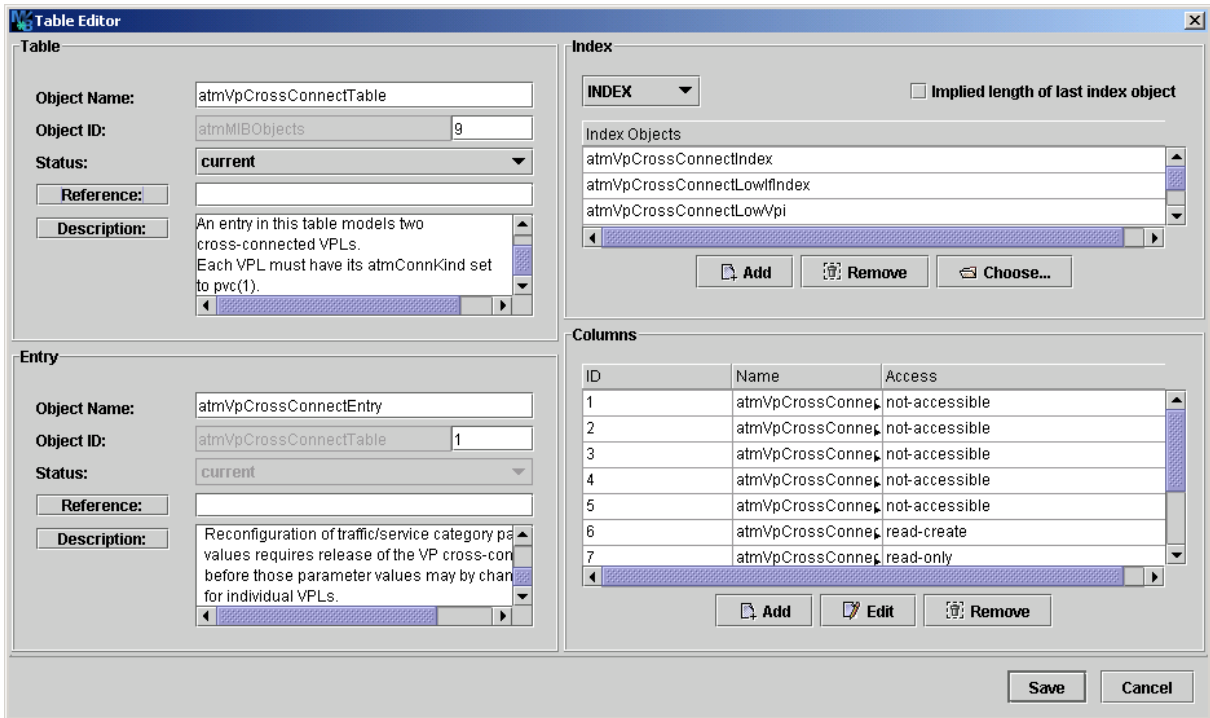 Table Editor
Table
Object Name:
atmVpCrossConnectTable
Object ID:
atmMIBObjects
9
Status:
current
Reference:
Description:
An entry in this table models two
cross-connected VPLs.
Each VPL must have its atmConnKind set
to pvc(1).
Entry
Object Name:
atmVpCrossConnectEntry
Object ID:
atmVpCrossConnectTable
1
Status:
current
Reference:
Description:
Reconfiguration of traffic/service category pa
values requires release of the VP cross-con
before those parameter values may by chan
for individual VPLs.
Index
INDEX
Implied length of last index object
Index Objects
atmVpCrossConnectIndex
atmVpCrossConnectLowIfIndex
atmVpCrossConnectLowVpi
Add Remove Choose...
Columns
ID Name Access
1 atmVpCrossConnec not-accessible
2 atmVpCrossConnec not-accessible
3 atmVpCrossConnec not-accessible
4 atmVpCrossConnec not-accessible
5 atmVpCrossConnec not-accessible
6 atmVpCrossConnec read-create
7 atmVpCrossConnec read-only
Add Edit Remove
Save Cancel